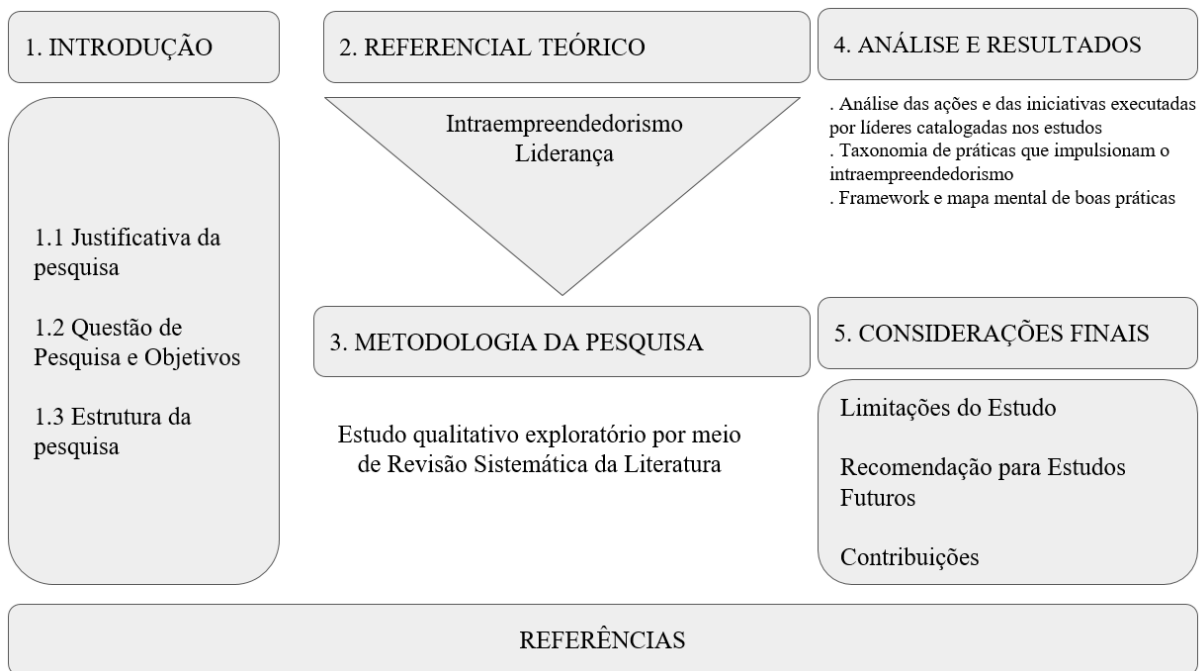 1. INTRODUÇÃO
1.1 Justificativa da
pesquisa
1.2 Questão de
Pesquisa e Objetivos
1.3 Estrutura da
pesquisa
2. REFERENCIAL TEÓRICO
Intraempreendedorismo
Liderança
3. METODOLOGIA DA PESQUISA
Estudo qualitativo exploratório por meio
de Revisão Sistemática da Literatura
4. ANÁLISE E RESULTADOS
. Análise das ações e das iniciativas executadas
por líderes catalogadas nos estudos
. Taxonomia de práticas que impulsionam o
intraempreendedorismo
. Framework e mapa mental de boas práticas
5. CONSIDERAÇÕES FINAIS
Limitações do Estudo
Recomendação para Estudos
Futuros
Contribuições
REFERÊNCIAS